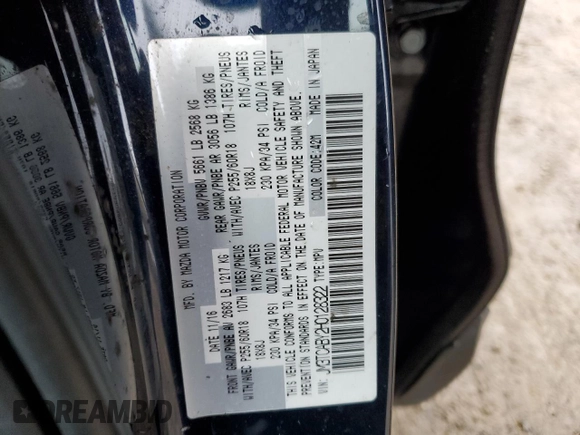 MFD. BY MAZDA MOTOR CORPORATION
DATE: 11/16 GVWR/PNBV 5661 LB 2568 KG
FRONT GAWR/PNBE AV 2683 LB 1217 KG REAR GAWR/PNBE AR 3056 LB 1386 KG
WITH/AVEC P255/60R18 107H TIRES/PNEUS WITH/AVEC P255/60R18 107H TIRES/PNEUS
18X8J RIMS/JANTES 18X8J RIMS/JANTES
230 KPA/34 PSI COLD/A FROID 230 KPA/34 PSI COLD/A FROID
THIS VEHICLE CONFORMS TO ALL APPLICABLE FEDERAL MOTOR VEHICLE SAFETY AND THEFT
PREVENTION STANDARDS IN EFFECT ON THE DATE OF MANUFACTURE SHOWN ABOVE.
VIN: JM3TCABY2H0128322 TYPE:MPV COLOR CODE:42M MADE IN JAPAN
AutoBidMaster